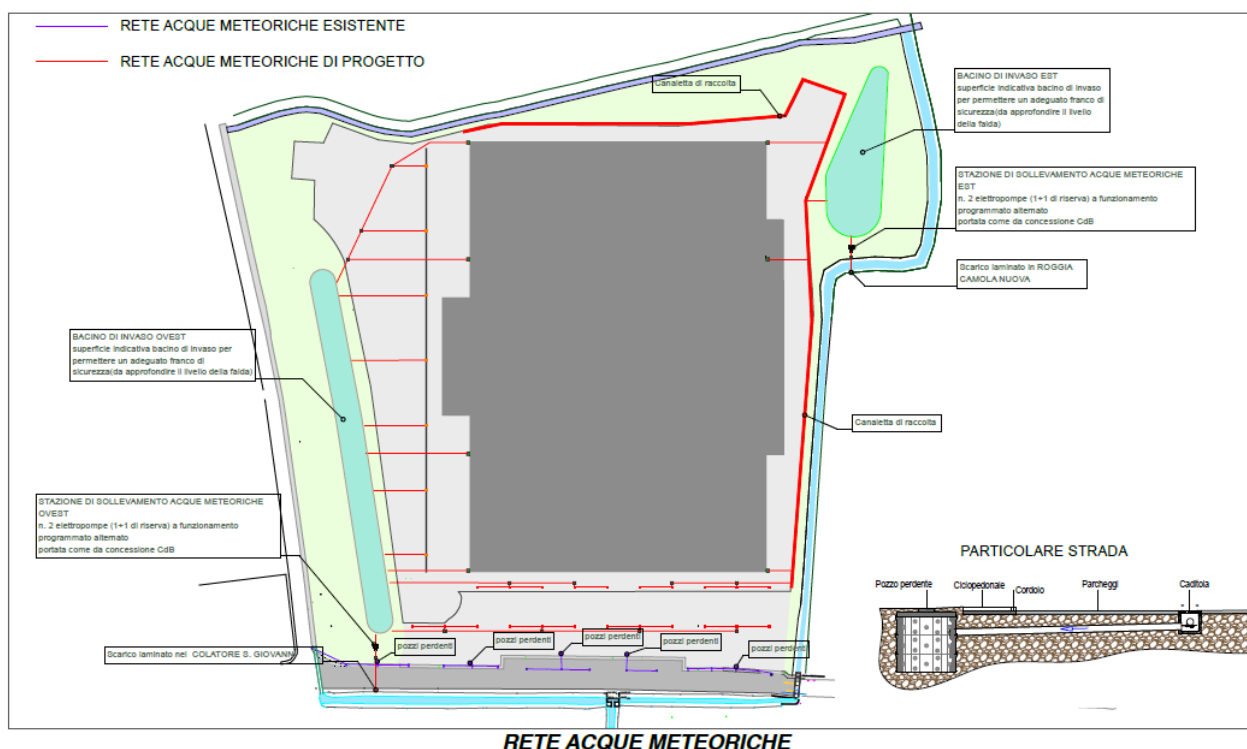 RETE ACQUE METEORICHE ESISTENTE
RETE ACQUE METEORICHE DI PROGETTO
Canaletta di raccolta
BACINO DI INVASO EST
superficie indicativa bacino di invaso
per permettere un adeguato franco di
sicurezza(da approfondire il livello
della falda)
STAZIONE DI SOLLEVAMENTO ACQUE METEORICHE
EST
n. 2 elettropompe (1+1 di riserva) a funzionamento
programmato alternato
portata come da concessione CdB
Scarico laminato in ROGGIA
CAMOLA NUOVA
BACINO DI INVASO OVEST
superficie indicativa bacino di invaso per
permettere un adeguato franco di
sicurezza(da approfondire il livello della falda)
Canaletta di raccolta
STAZIONE DI SOLLEVAMENTO ACQUE METEORICHE
OVEST
n. 2 elettropompe (1+1 di riserva) a funzionamento
programmato alternato
portata come da concessione CdB
Scarico laminato nel COLATORE S. GIOVANN
pozzi perdenti
pozzi perdenti
pozzi perdenti
pozzi perdenti
pozzi perdenti
PARTICOLARE STRADA
Pozzo perdente
Ciclopedonale
Cordolo
Parcheggi
Caditoia
RETE ACQUE METEORICHE